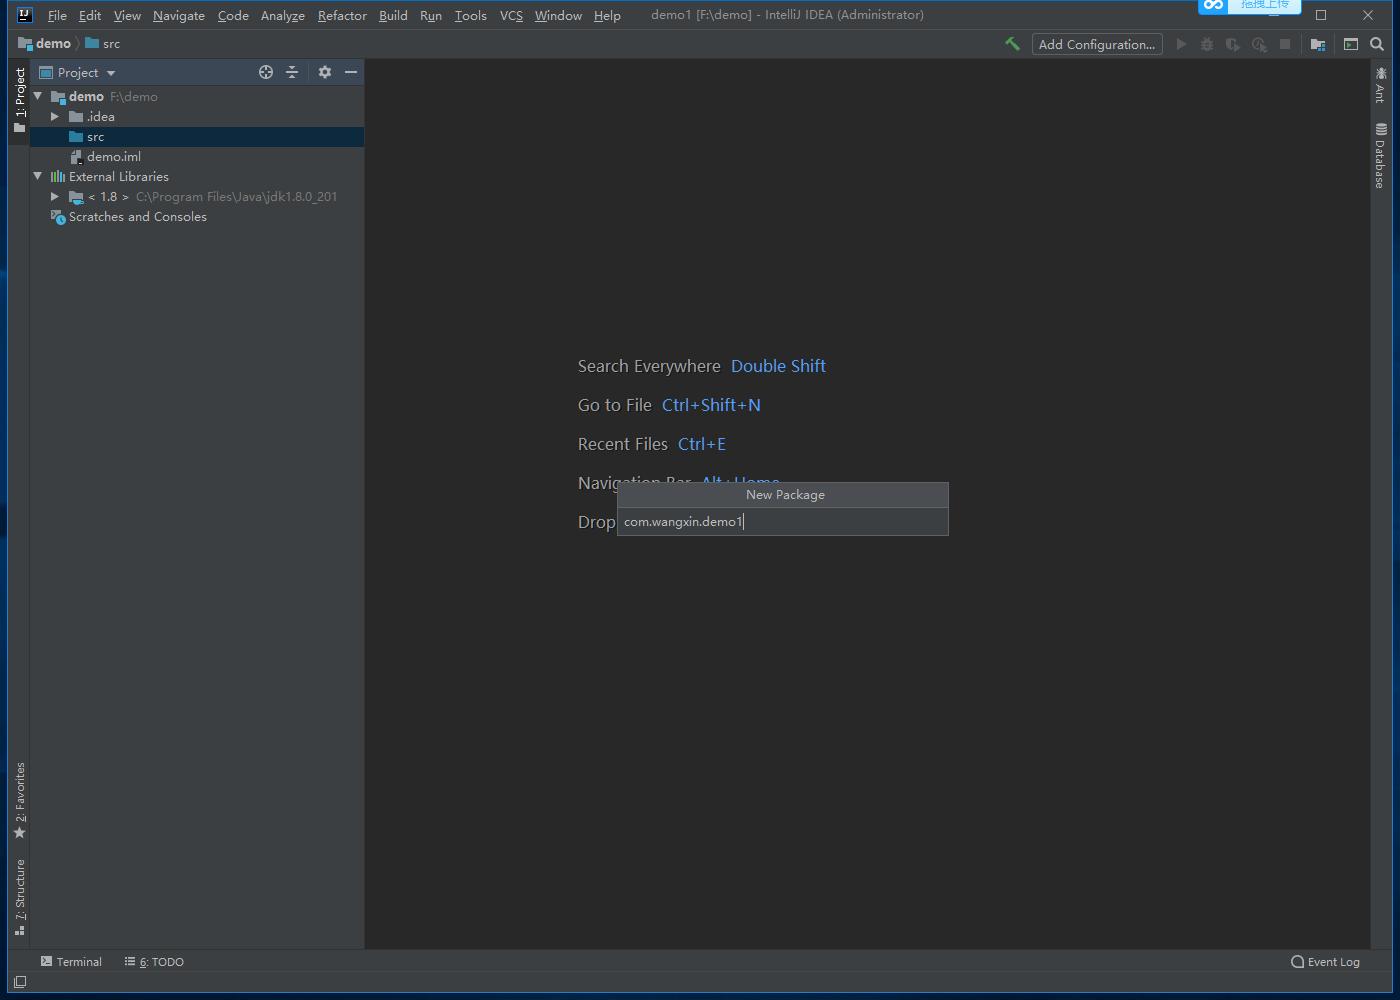 File Edit View Navigate Code Analyze Refactor Build Run Tools VCS Window Help demo1 [F:\demo] - IntelliJ IDEA (Administrator)
拖拽上传
demo src
Add Configuration...
1: Project
Project
demo F:\demo
.idea
src
demo.iml
External Libraries
< 1.8 > C:\Program Files\Java\jdk1.8.0_201
Scratches and Consoles
Search Everywhere Double Shift
Go to File Ctrl+Shift+N
Recent Files Ctrl+E
Navigation Bar Alt+Home
Drop
New Package
com.wangxin.demo1
Ant
Database
2: Favorites
7: Structure
Terminal
6: TODO
Event Log